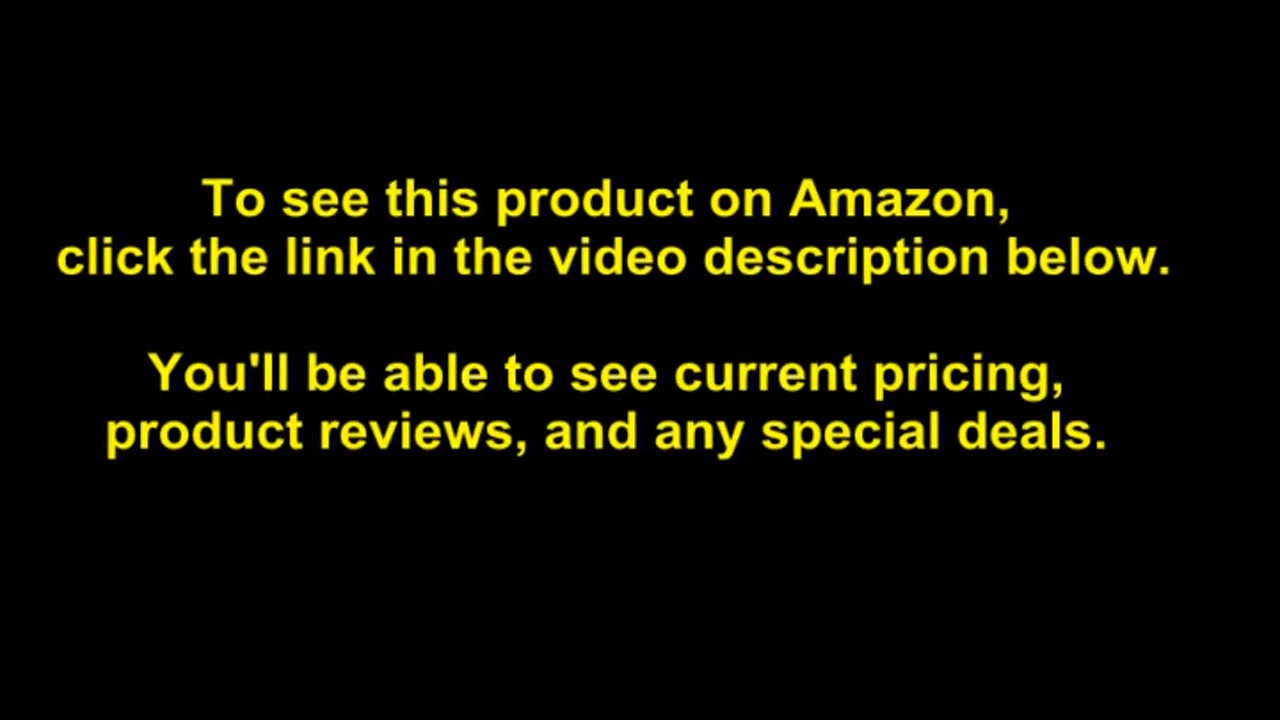 To see this product on Amazon,
click the link in the video description below.
You'll be able to see current pricing,
product reviews, and any special deals.